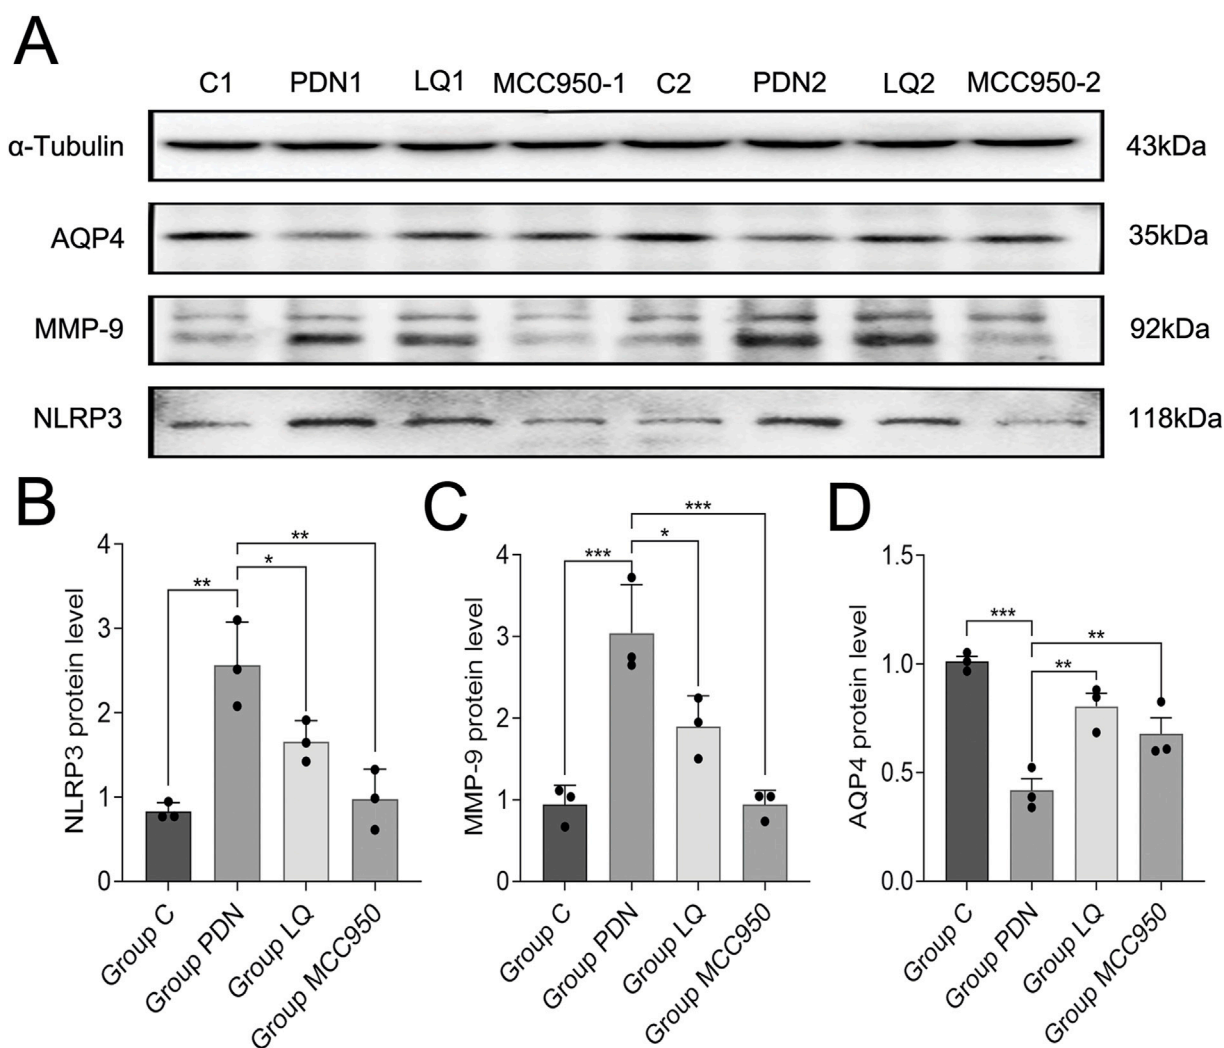 A
C1 PDN1 LQ1 MCC950-1 C2 PDN2 LQ2 MCC950-2
α-Tubulin 43kDa
AQP4 35kDa
MMP-9 92kDa
NLRP3 118kDa
B
NLRP3 protein level
4
3
2
1
0
**
*
**
Group C
Group PDN
Group LQ
Group MCC950
C
MMP-9 protein level
4
3
2
1
0
***
*
***
Group C
Group PDN
Group LQ
Group MCC950
D
AQP4 protein level
1.5
1.0
0.5
0.0
***
**
**
Group C
Group PDN
Group LQ
Group MCC950